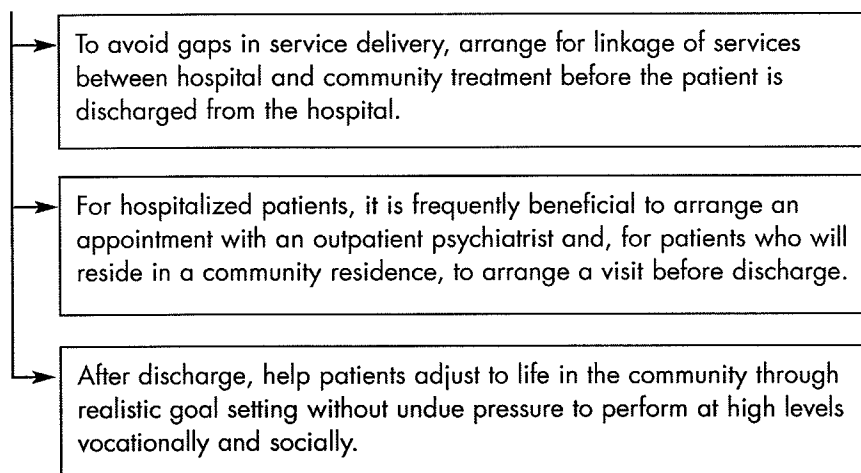 To avoid gaps in service delivery, arrange for linkage of services
between hospital and community treatment before the patient is
discharged from the hospital.
For hospitalized patients, it is frequently beneficial to arrange an
appointment with an outpatient psychiatrist and, for patients who will
reside in a community residence, to arrange a visit before discharge.
After discharge, help patients adjust to life in the community through
realistic goal setting without undue pressure to perform at high levels
vocationally and socially.